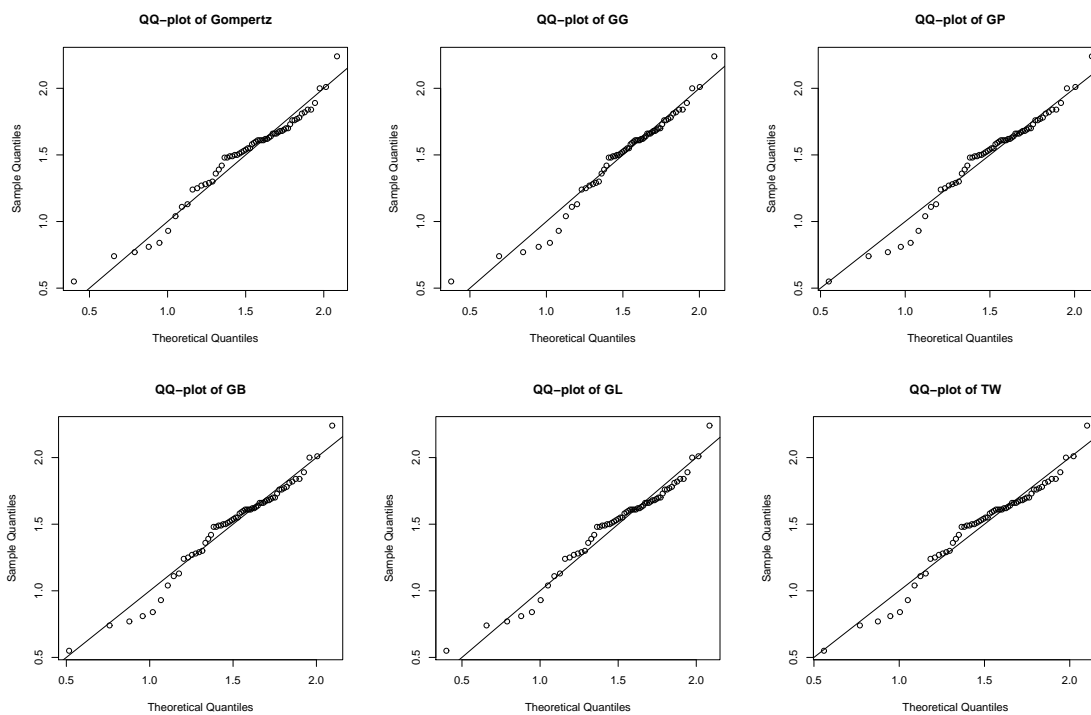 QQ−plot of Gompertz
QQ−plot of GG
QQ−plot of GP
2.0
1.5
1.0
0.5
Sample Quantiles
0.5 1.0 1.5 2.0
Theoretical Quantiles
2.0
1.5
1.0
0.5
Sample Quantiles
0.5 1.0 1.5 2.0
Theoretical Quantiles
2.0
1.5
1.0
0.5
Sample Quantiles
0.5 1.0 1.5 2.0
Theoretical Quantiles
QQ−plot of GB
QQ−plot of GL
QQ−plot of TW
2.0
1.5
1.0
0.5
Sample Quantiles
0.5 1.0 1.5 2.0
Theoretical Quantiles
2.0
1.5
1.0
0.5
Sample Quantiles
0.5 1.0 1.5 2.0
Theoretical Quantiles
2.0
1.5
1.0
0.5
Sample Quantiles
0.5 1.0 1.5 2.0
Theoretical Quantiles